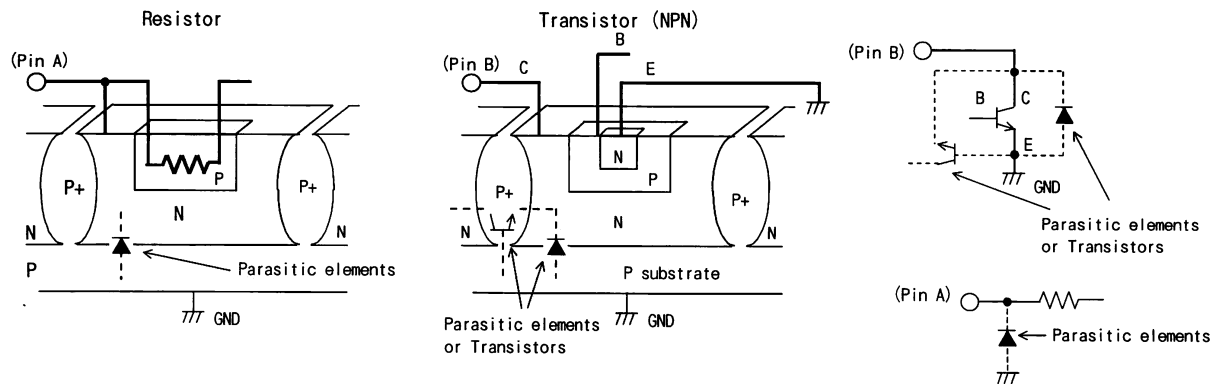 Resistor
(Pin A)
P+
P
N
P+
N
N
P
Parasitic elements
GND
Transistor (NPN)
(Pin B)
C
B
E
N
P
P+
P+
N
N
N
P substrate
GND
Parasitic elements
or Transistors
(Pin B)
B
C
E
GND
Parasitic elements
or Transistors
(Pin A)
Parasitic elements